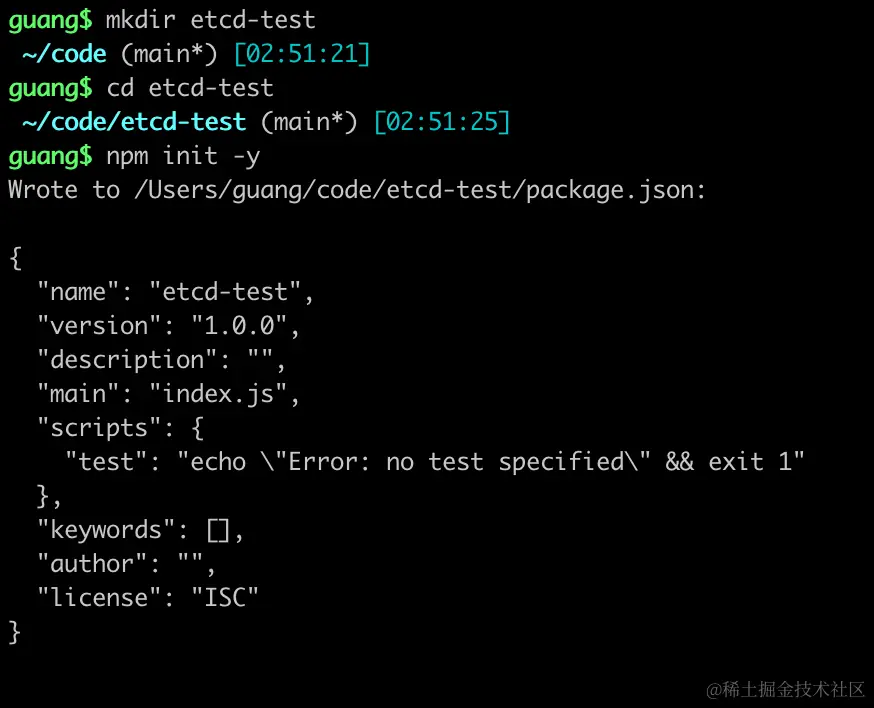 guang$ mkdir etcd-test
~/code (main*) [02:51:21]
guang$ cd etcd-test
~/code/etcd-test (main*) [02:51:25]
guang$ npm init -y
Wrote to /Users/guang/code/etcd-test/package.json:
{
  "name": "etcd-test",
  "version": "1.0.0",
  "description": "",
  "main": "index.js",
  "scripts": {
    "test": "echo \"Error: no test specified\" && exit 1"
  },
  "keywords": [],
  "author": "",
  "license": "ISC"
}
@稀土掘金技术社区